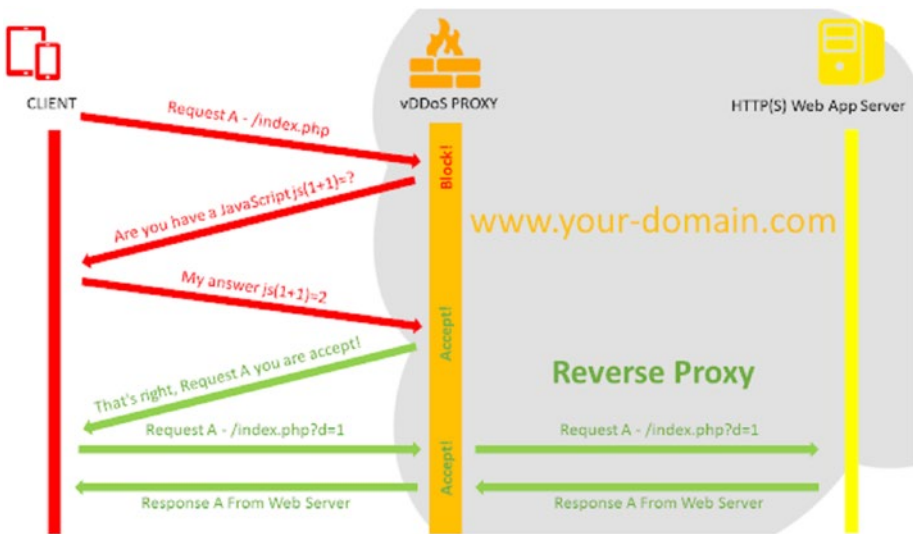 CLIENT
vDDoS PROXY
HTTP(S) Web App Server
Request A - /index.php
Block!
Are you have a JavaScript js(1+1)=?
www.your-domain.com
My answer js(1+1)=2
Accept!
That's right, Request A you are accept!
Reverse Proxy
Request A - /index.php?d=1
Request A - /index.php?d=1
Accept!
Response A From Web Server
Response A From Web Server